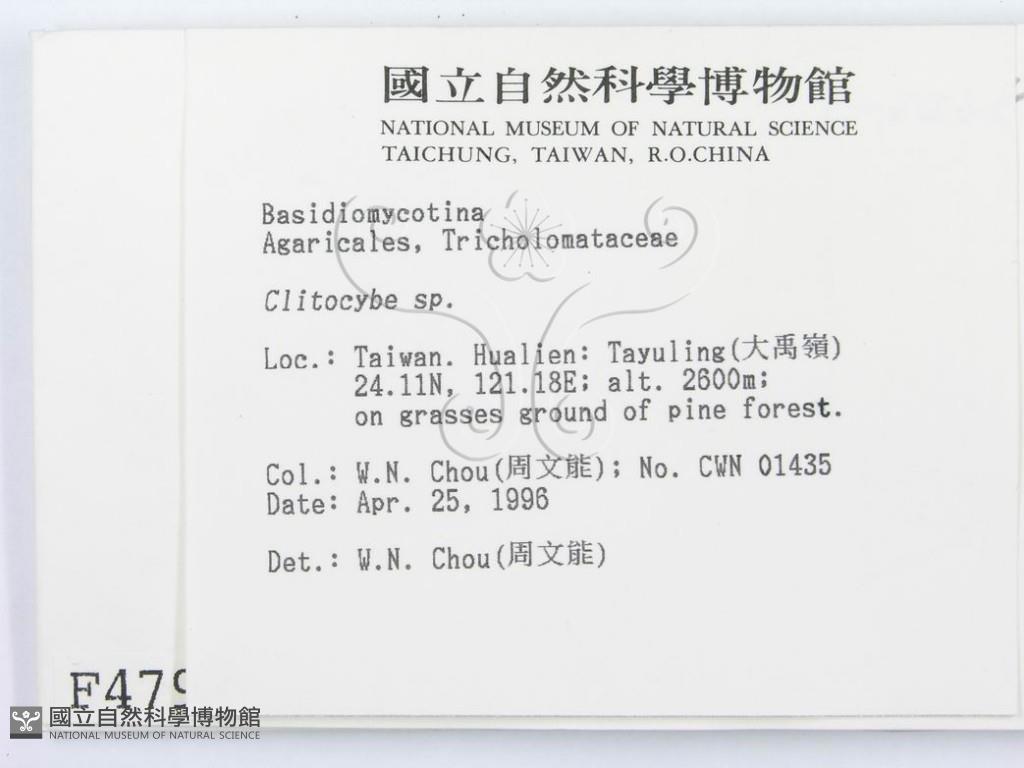 國立自然科學博物館
NATIONAL MUSEUM OF NATURAL SCIENCE
TAICHUNG, TAIWAN, R.O.CHINA
Basidiomycotina
Agaricales, Tricholomataceae
Clitocybe sp.
Loc.: Taiwan. Hualien: Tayuling(大禹嶺)
24.11N, 121.18E; alt. 2600m;
on grasses ground of pine forest.
Col.: W.N. Chou(周文能); No. CWN 01435
Date: Apr. 25, 1996
Det.: W.N. Chou(周文能)
F479
國立自然科學博物館
NATIONAL MUSEUM OF NATURAL SCIENCE